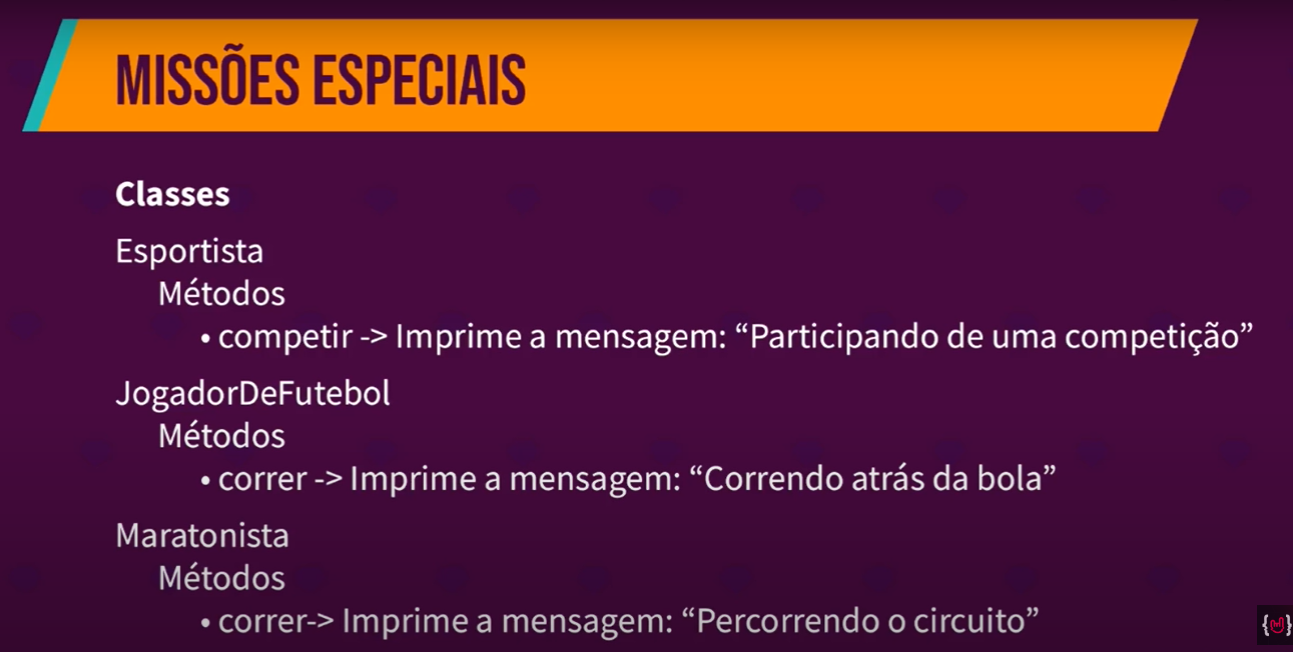 MISSÕES ESPECIAIS
Classes
Esportista
Métodos
• competir -> Imprime a mensagem: “Participando de uma competição”
JogadorDeFutebol
Métodos
• correr -> Imprime a mensagem: “Correndo atrás da bola”
Maratonista
Métodos
• correr-> Imprime a mensagem: “Percorrendo o circuito”